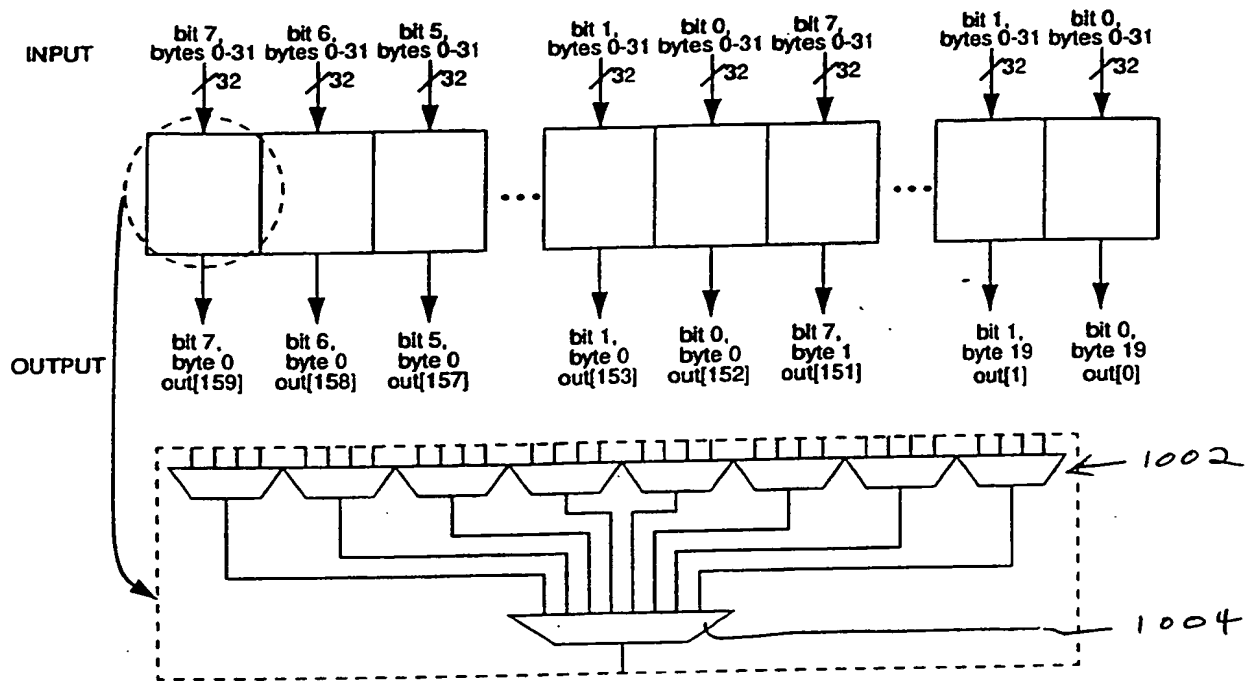 INPUT
bit 7,
bytes 0-31
32
bit 6,
bytes 0-31
32
bit 5,
bytes 0-31
32
bit 1,
bytes 0-31
32
bit 0,
bytes 0-31
32
bit 7,
bytes 0-31
32
bit 1,
bytes 0-31
32
bit 0,
bytes 0-31
32
OUTPUT
bit 7,
byte 0
out[159]
bit 6,
byte 0
out[158]
bit 5,
byte 0
out[157]
bit 1,
byte 0
out[153]
bit 0,
byte 0
out[152]
bit 7,
byte 1
out[151]
bit 1,
byte 19
out[1]
bit 0,
byte 19
out[0]
1002
1004